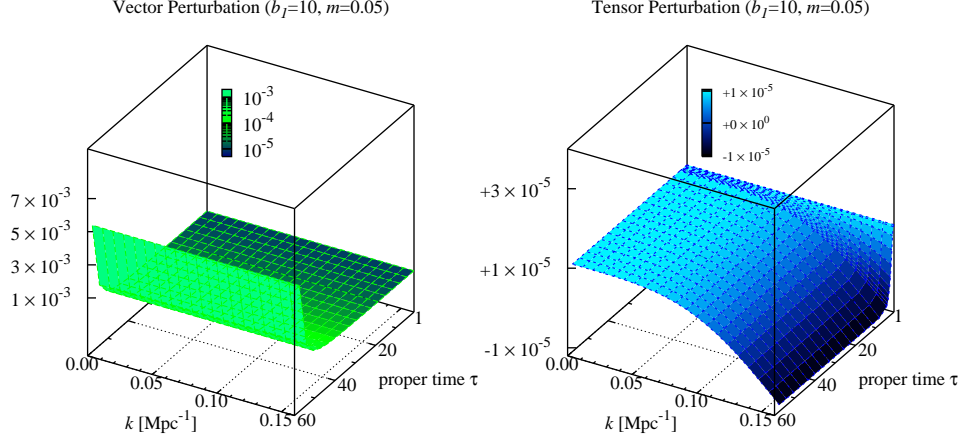 Vector Perturbation (b₁=10, m=0.05)
10⁻³
10⁻⁴
10⁻⁵
7 × 10⁻³
5 × 10⁻³
3 × 10⁻³
1 × 10⁻³
0.00
0.05
0.10
0.15
k [Mpc⁻¹]
60
40
20
1
proper time τ
Tensor Perturbation (b₁=10, m=0.05)
+1 × 10⁻⁵
+0 × 10⁰
-1 × 10⁻⁵
+3 × 10⁻⁵
+1 × 10⁻⁵
-1 × 10⁻⁵
0.00
0.05
0.10
0.15
k [Mpc⁻¹]
60
40
20
1
proper time τ